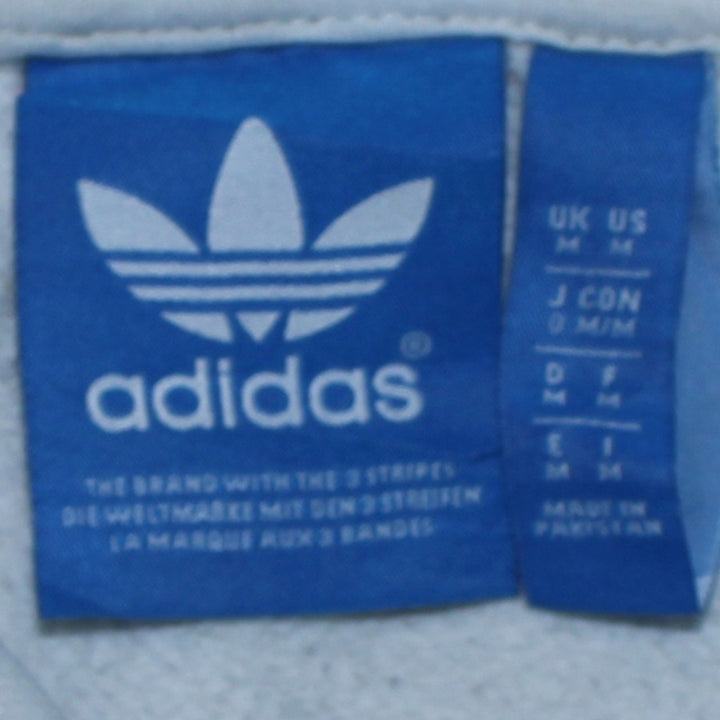 adidas®
THE BRAND WITH THE 3 STRIPES
DIE WELTMARKE MIT DEN 3 STREIFEN
LA MARQUE AUX 3 BANDES
UK US
M M
J CON
O M/M
D F
M M
E I
M M
MADE IN
PAKISTAN